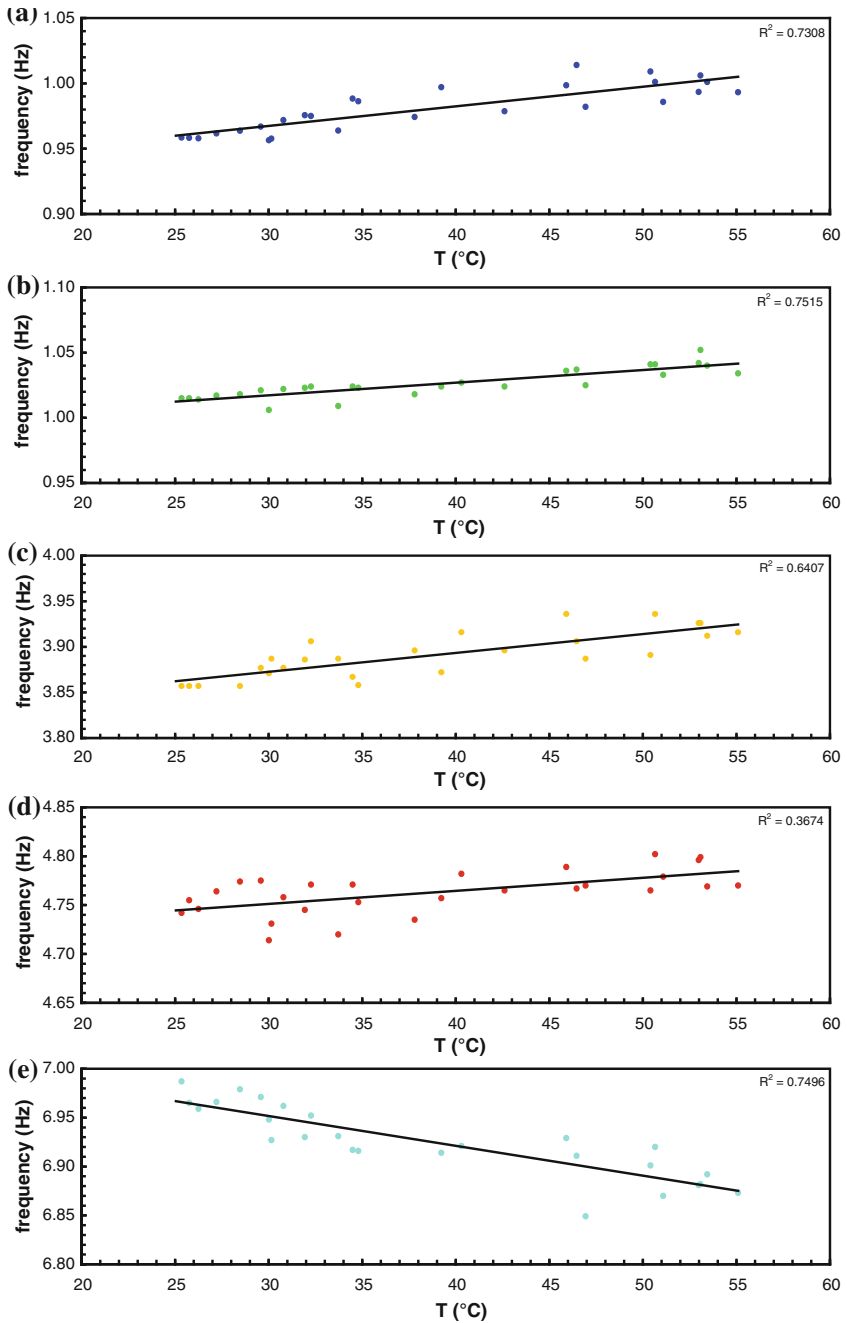 (a)
1.05
R² = 0.7308
1.00
0.95
0.90
frequency (Hz)
20 25 30 35 40 45 50 55 60
T (°C)
(b)
1.10
R² = 0.7515
1.05
1.00
0.95
frequency (Hz)
20 25 30 35 40 45 50 55 60
T (°C)
(c)
4.00
R² = 0.6407
3.95
3.90
3.85
3.80
frequency (Hz)
20 25 30 35 40 45 50 55 60
T (°C)
(d)
4.85
R² = 0.3674
4.80
4.75
4.70
4.65
frequency (Hz)
20 25 30 35 40 45 50 55 60
T (°C)
(e)
7.00
R² = 0.7496
6.95
6.90
6.85
6.80
frequency (Hz)
20 25 30 35 40 45 50 55 60
T (°C)